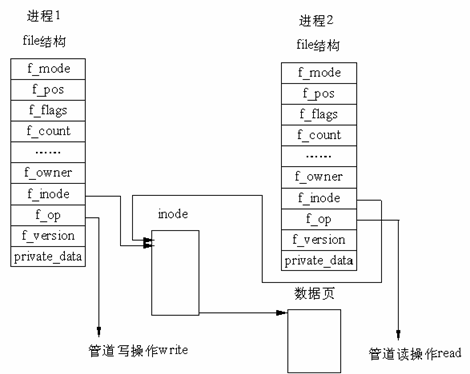 进程1
file结构
f_mode
f_pos
f_flags
f_count
……
f_owner
f_inode
f_op
f_version
private_data
管道写操作write
inode
进程2
file结构
f_mode
f_pos
f_flags
f_count
……
f_owner
f_inode
f_op
f_version
private_data
数据页
管道读操作read